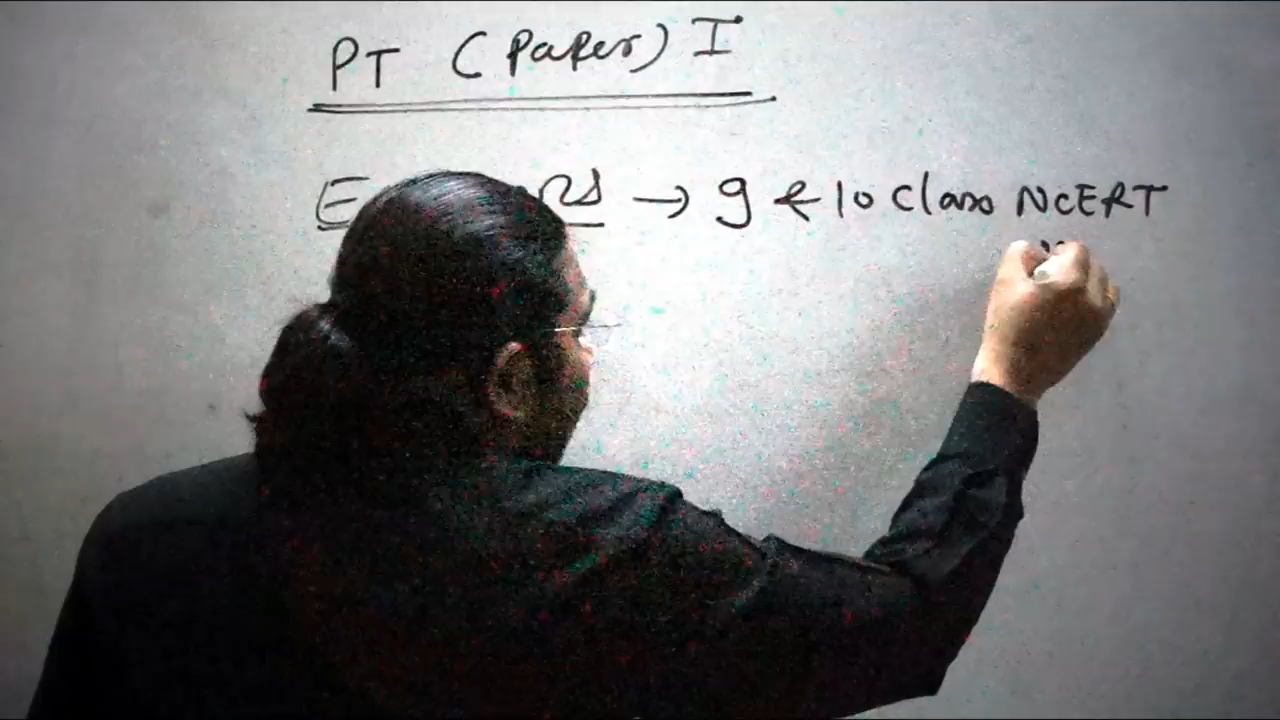 PT (Paper) I
→ 9 & 10 Class NCERT